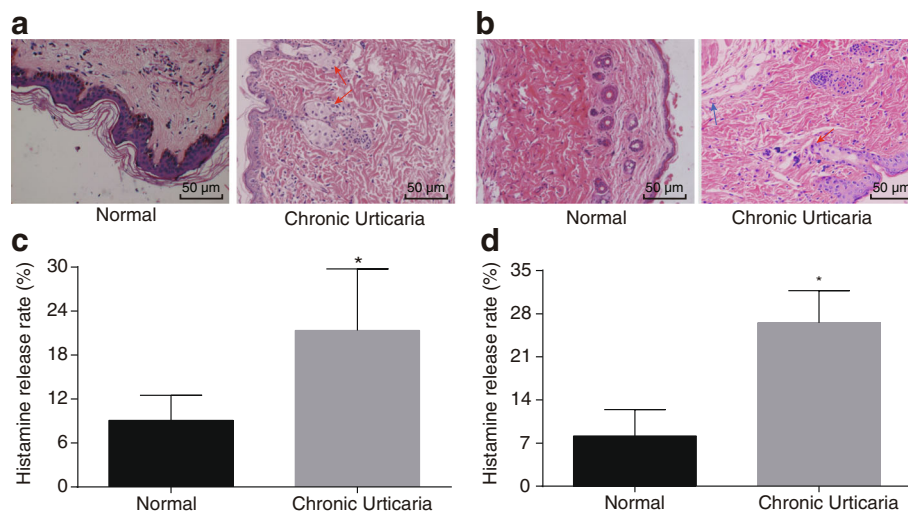 a
b
50 µm
50 µm
50 µm
50 µm
Normal
Chronic Urticaria
Normal
Chronic Urticaria
c
Histamine release rate (%)
30
24
18
12
6
0
*
Normal
Chronic Urticaria
d
Histamine release rate (%)
35
28
21
14
7
0
*
Normal
Chronic Urticaria